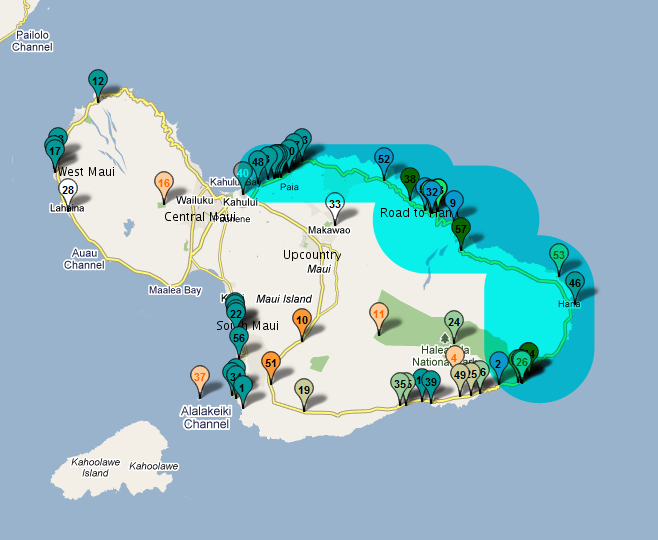 Pailolo
Channel
12
17
West Maui
28
Lahaina
16
Wailuku
Central Maui
Kahului
40
48
Paia
52
38
32
9
Road to Han
57
33
Makawao
Auau
Channel
Maalea Bay
Upcountry
Maui
53
46
Hana
22
Maui Island
South Maui
56
10
11
24
Haleakala
National Park
4
37
51
1
Alalakeiki
Channel
19
35
39
49
2
26
Kahoolawe
Island
Kahoolawe